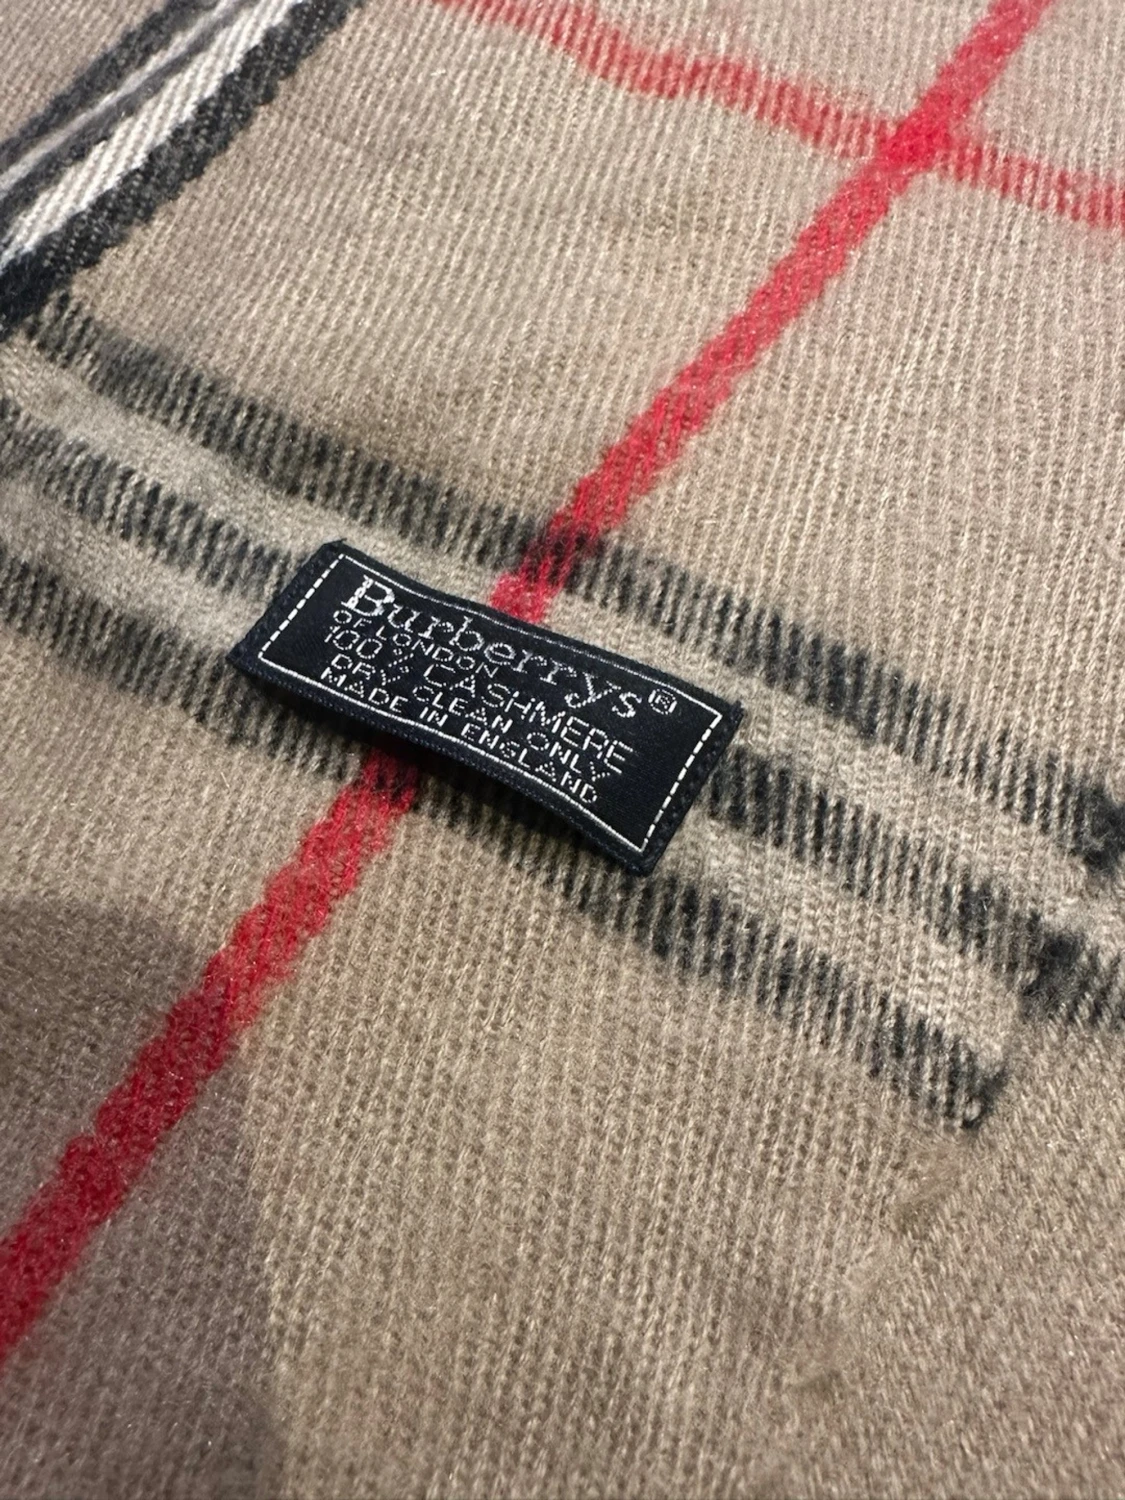 Burberrys®
OF LONDON
100% CASHMERE
DRY CLEAN ONLY
MADE IN ENGLAND